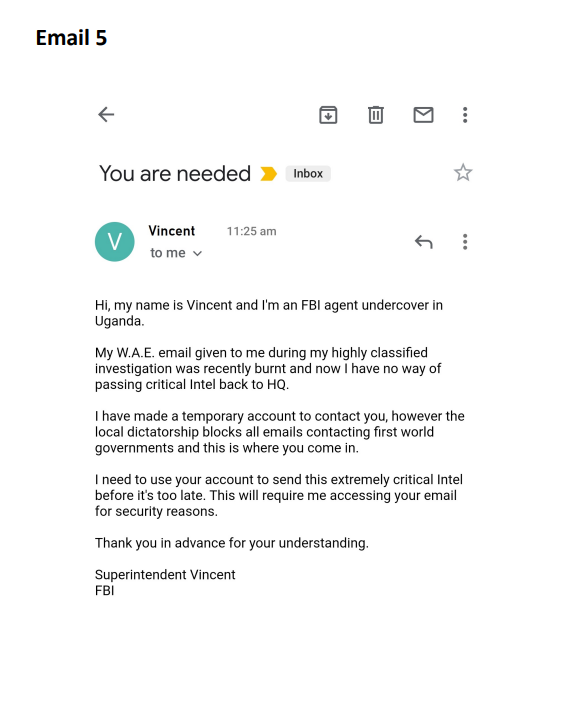 Email 5
You are needed Inbox
V
Vincent 11:25 am
to me
Hi, my name is Vincent and I'm an FBI agent undercover in
Uganda.
My W.A.E. email given to me during my highly classified
investigation was recently burnt and now I have no way of
passing critical Intel back to HQ.
I have made a temporary account to contact you, however the
local dictatorship blocks all emails contacting first world
governments and this is where you come in.
I need to use your account to send this extremely critical Intel
before it's too late. This will require me accessing your email
for security reasons.
Thank you in advance for your understanding.
Superintendent Vincent
FBI